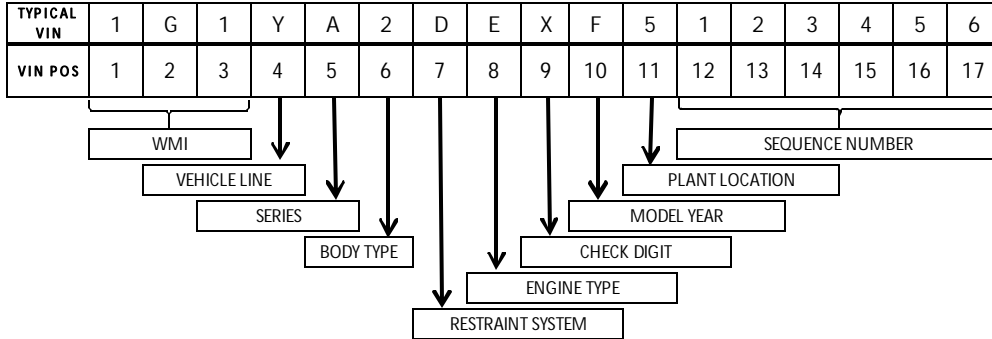 TYPICAL VIN 1 G 1 Y A 2 D E X F 5 1 2 3 4 5 6
VIN POS 1 2 3 4 5 6 7 8 9 10 11 12 13 14 15 16 17
WMI SEQUENCE NUMBER
VEHICLE LINE PLANT LOCATION
SERIES MODEL YEAR
BODY TYPE CHECK DIGIT
ENGINE TYPE
RESTRAINT SYSTEM